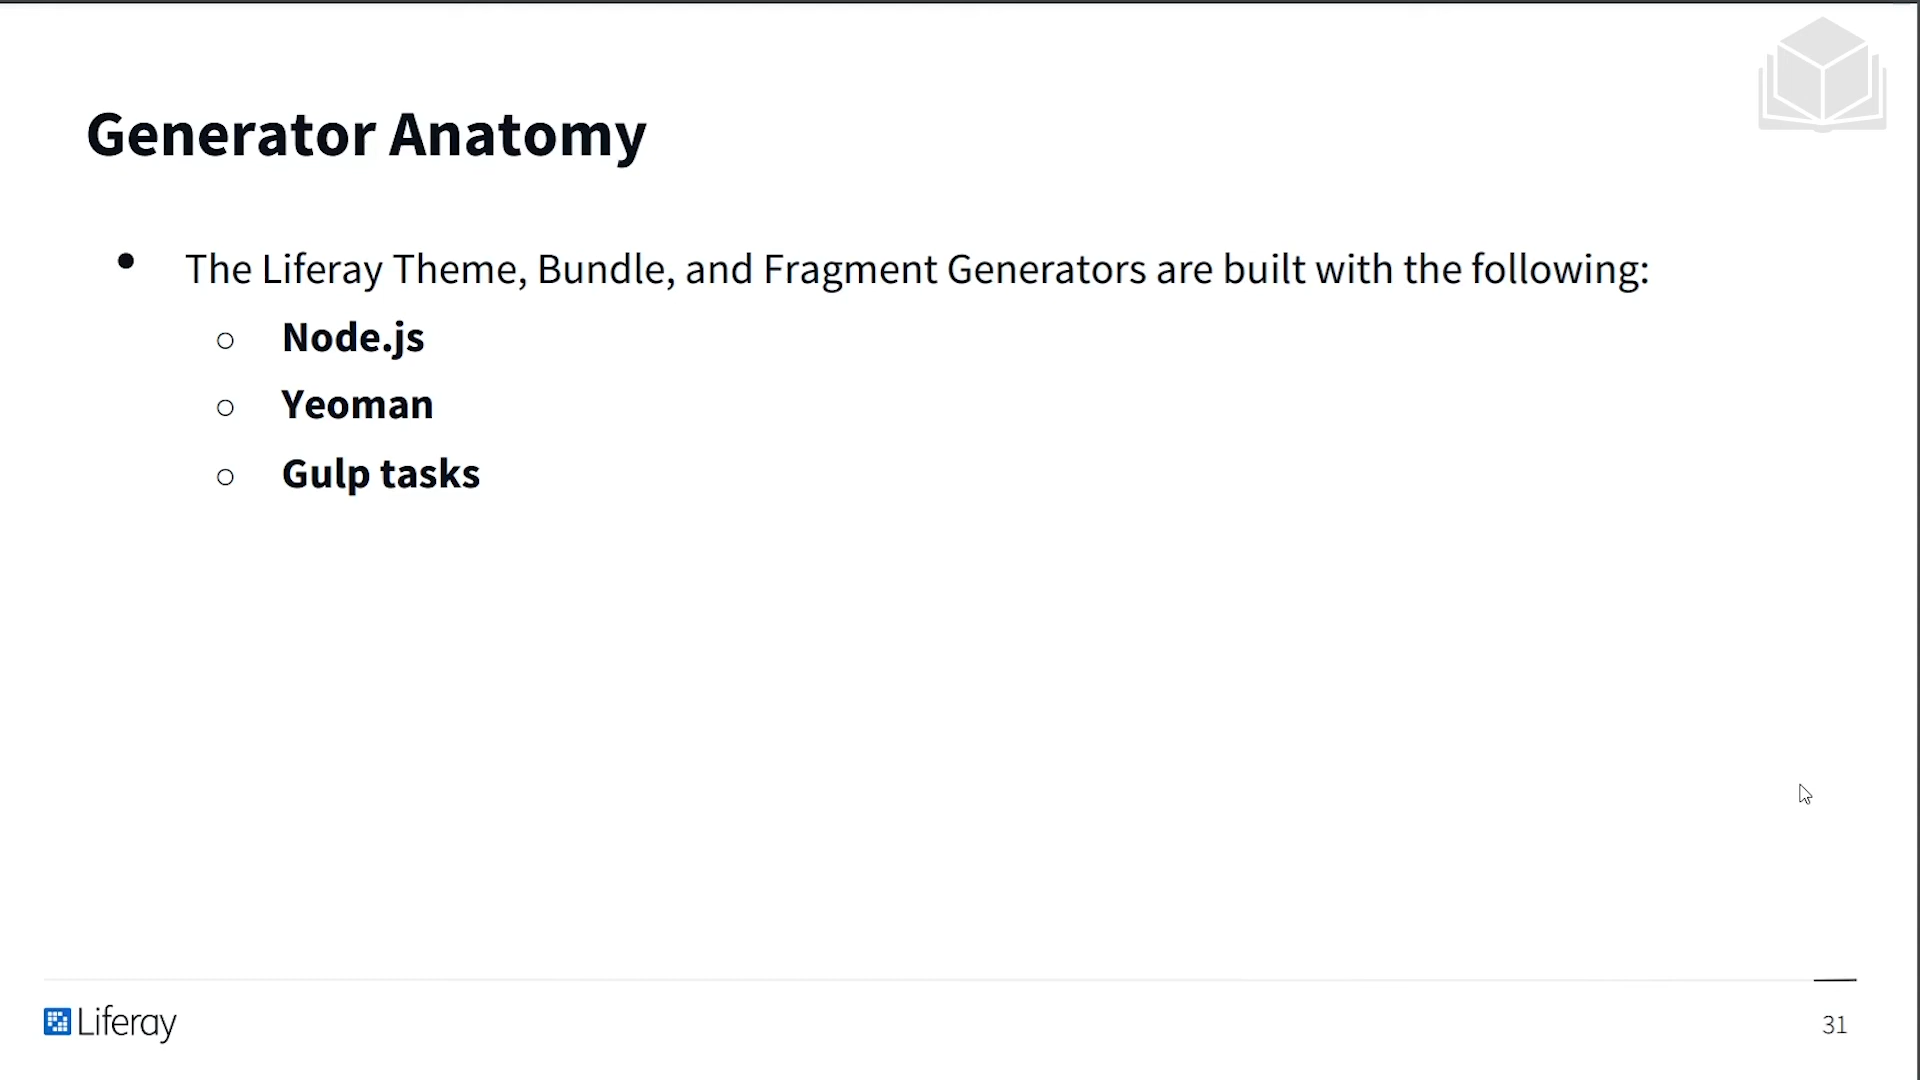 Generator Anatomy
● The Liferay Theme, Bundle, and Fragment Generators are built with the following:
○ Node.js
○ Yeoman
○ Gulp tasks
Liferay
31